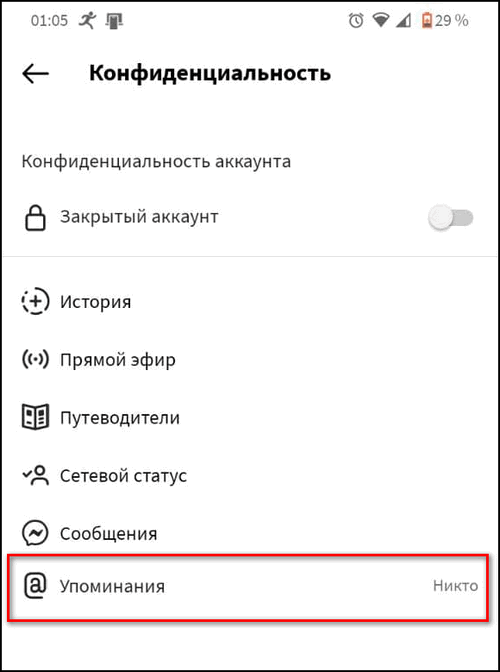 01:05 29 %
Конфиденциальность
Конфиденциальность аккаунта
Закрытый аккаунт
История
Прямой эфир
Путеводители
Сетевой статус
Сообщения
Упоминания Никто